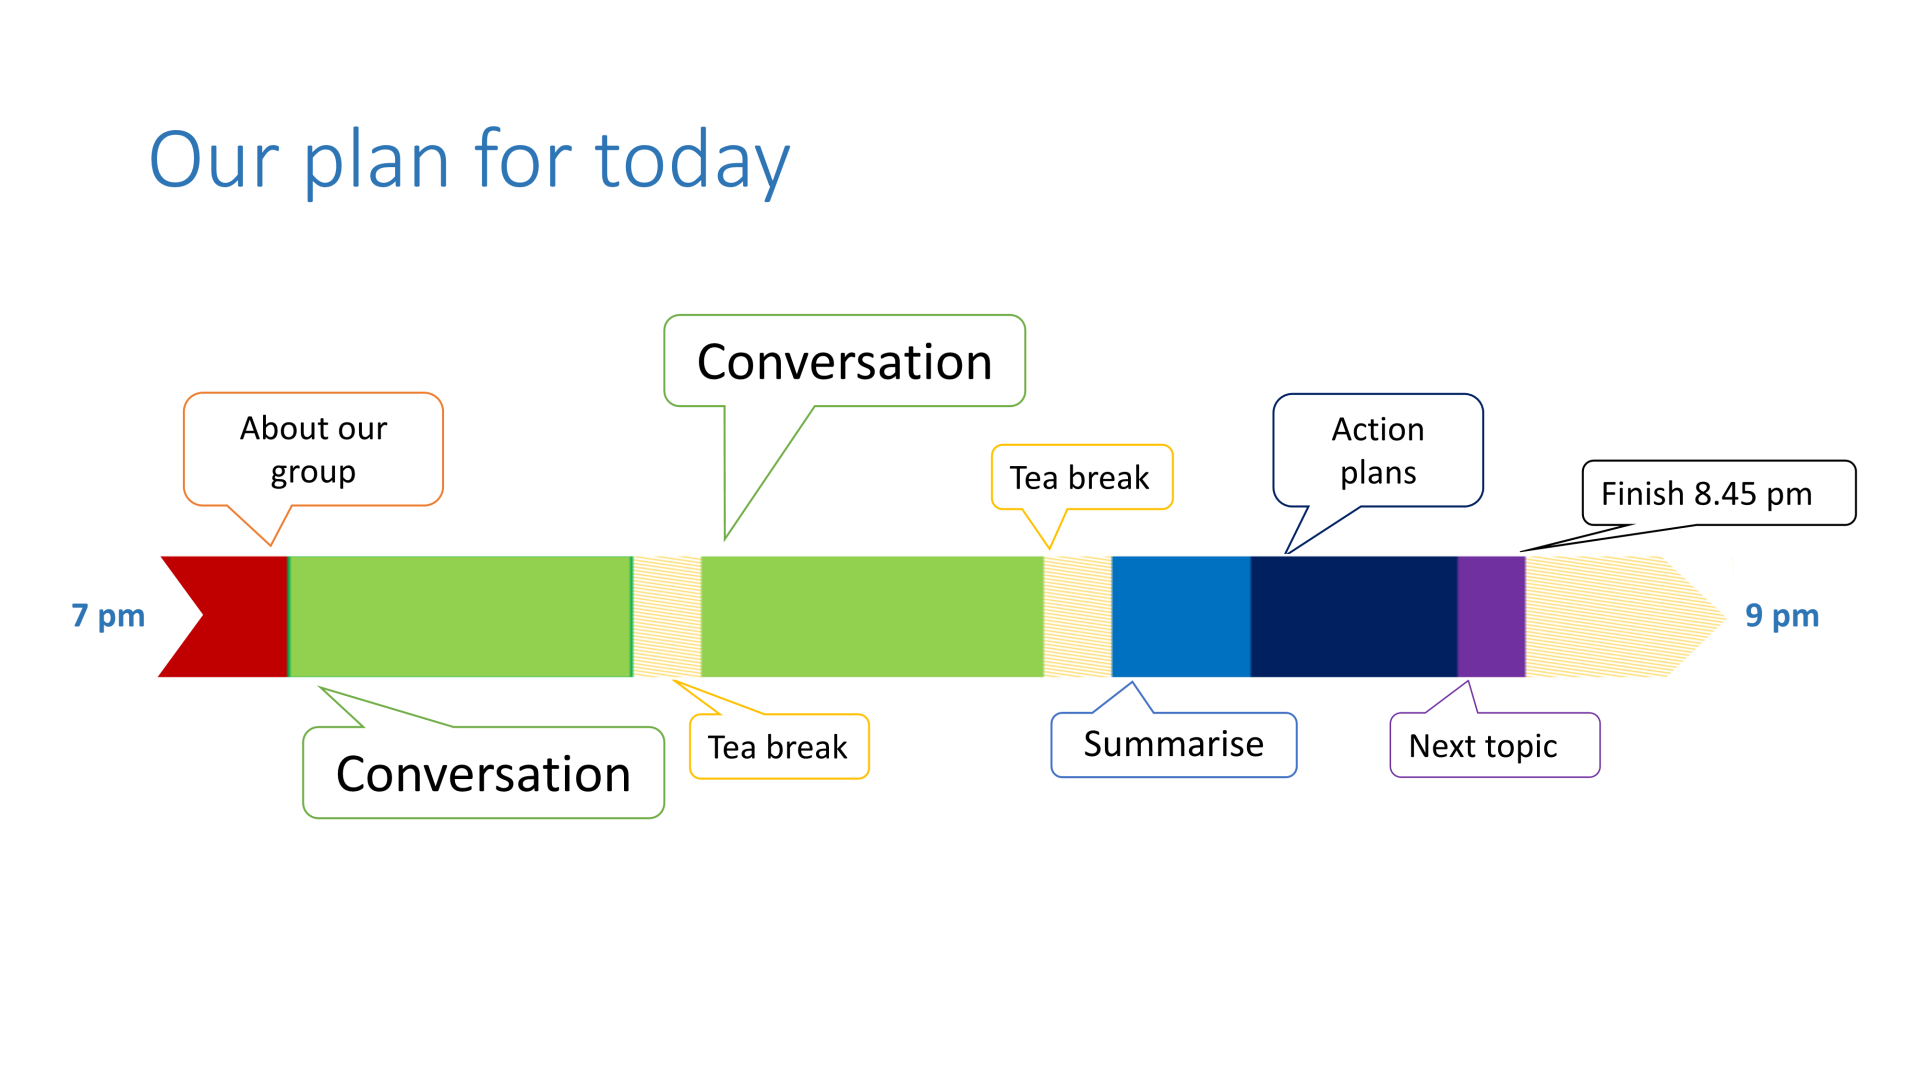 Our plan for today
Conversation
About our
group
Action
plans
Tea break
Finish 8.45 pm
7 pm
9 pm
Conversation
Tea break
Summarise
Next topic